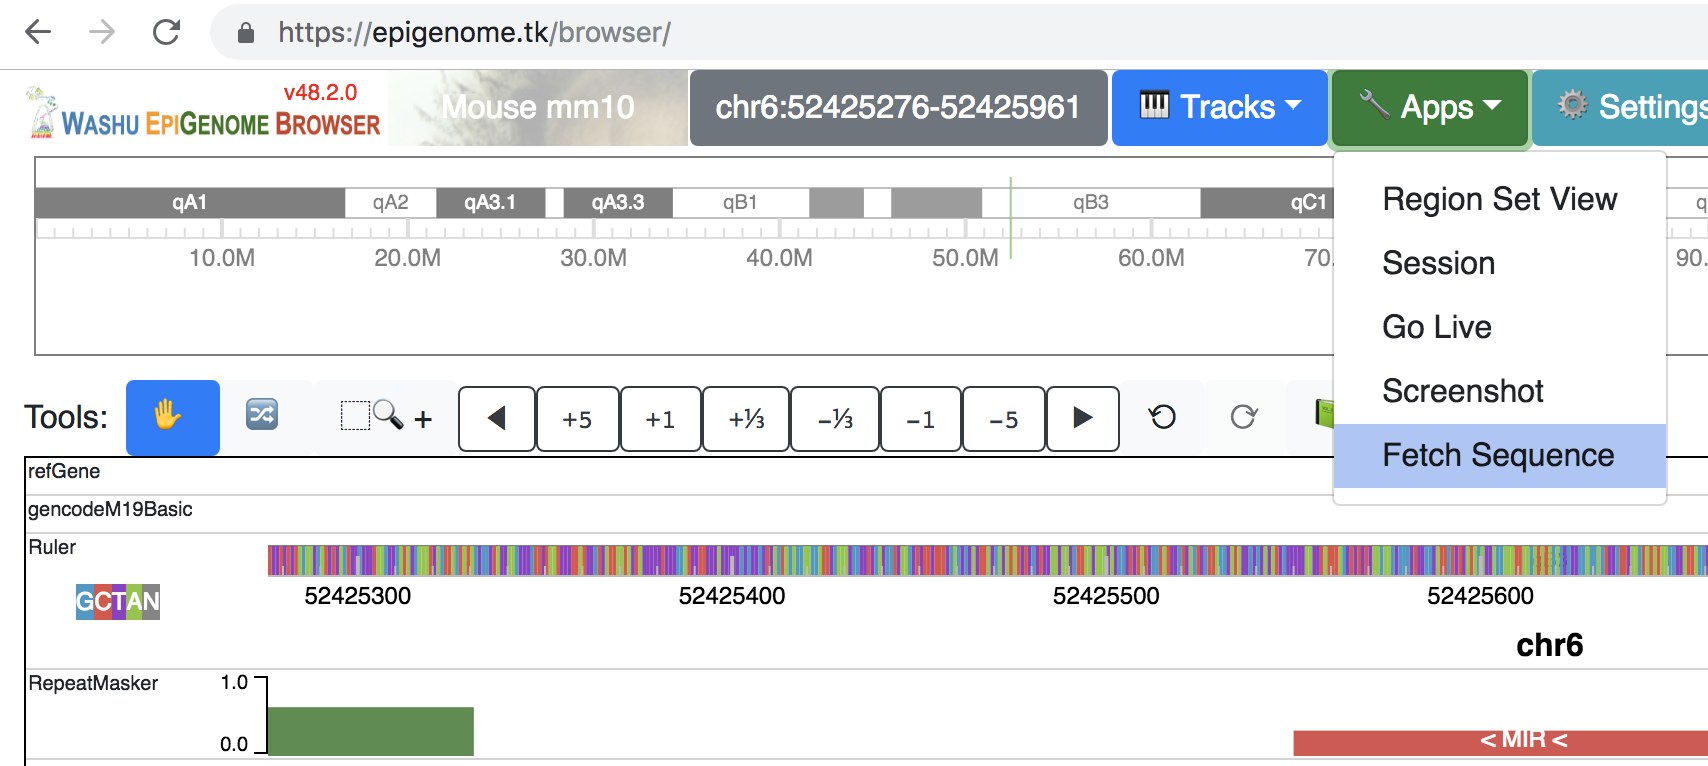 https://epigenome.tk/browser/
v48.2.0
WASHU EPIGENOME BROWSER
Mouse mm10
chr6:52425276-52425961
Tracks
Apps
Settings
Region Set View
Session
Go Live
Screenshot
Fetch Sequence
qA1 qA2 qA3.1 qA3.3 qB1 qB3 qC1 q
10.0M 20.0M 30.0M 40.0M 50.0M 60.0M 70. 90.
Tools: + +5 +1 +⅓ -⅓ -1 -5
refGene
gencodeM19Basic
Ruler
52425300 52425400 52425500 52425600
GCTAN
chr6
RepeatMasker
1.0
0.0
< MIR <